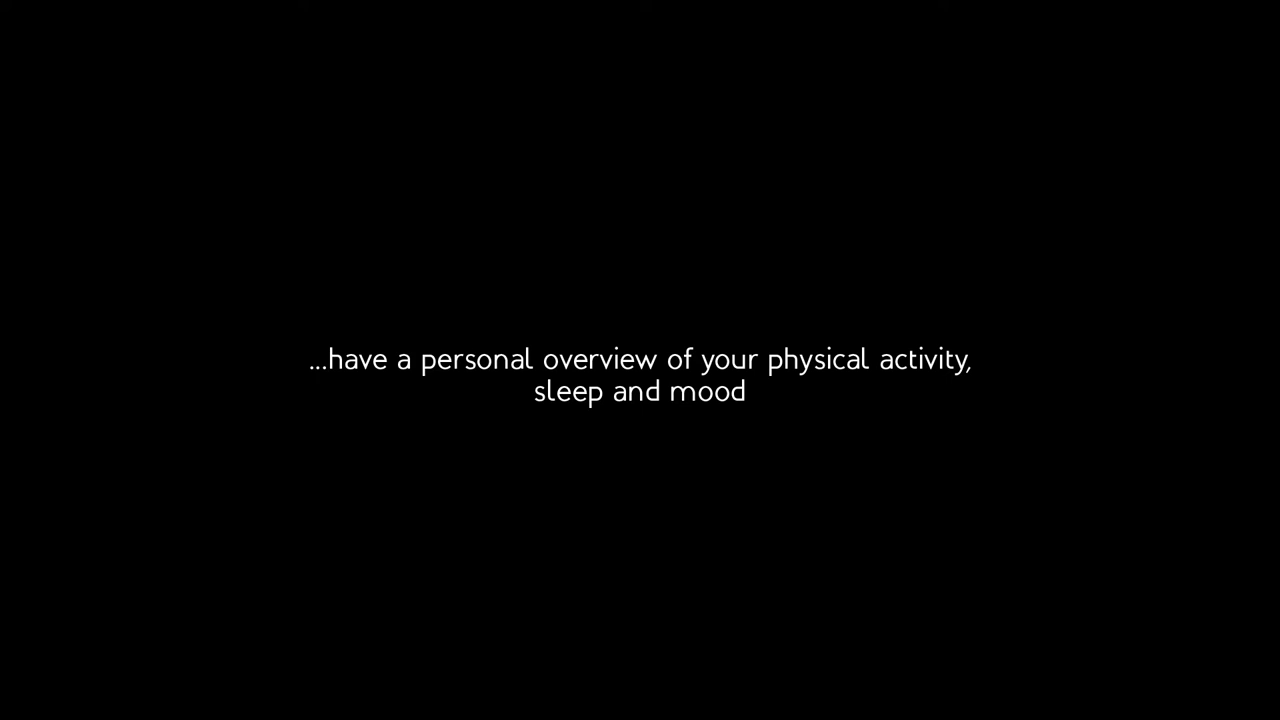 ...have a personal overview of your physical activity,
sleep and mood